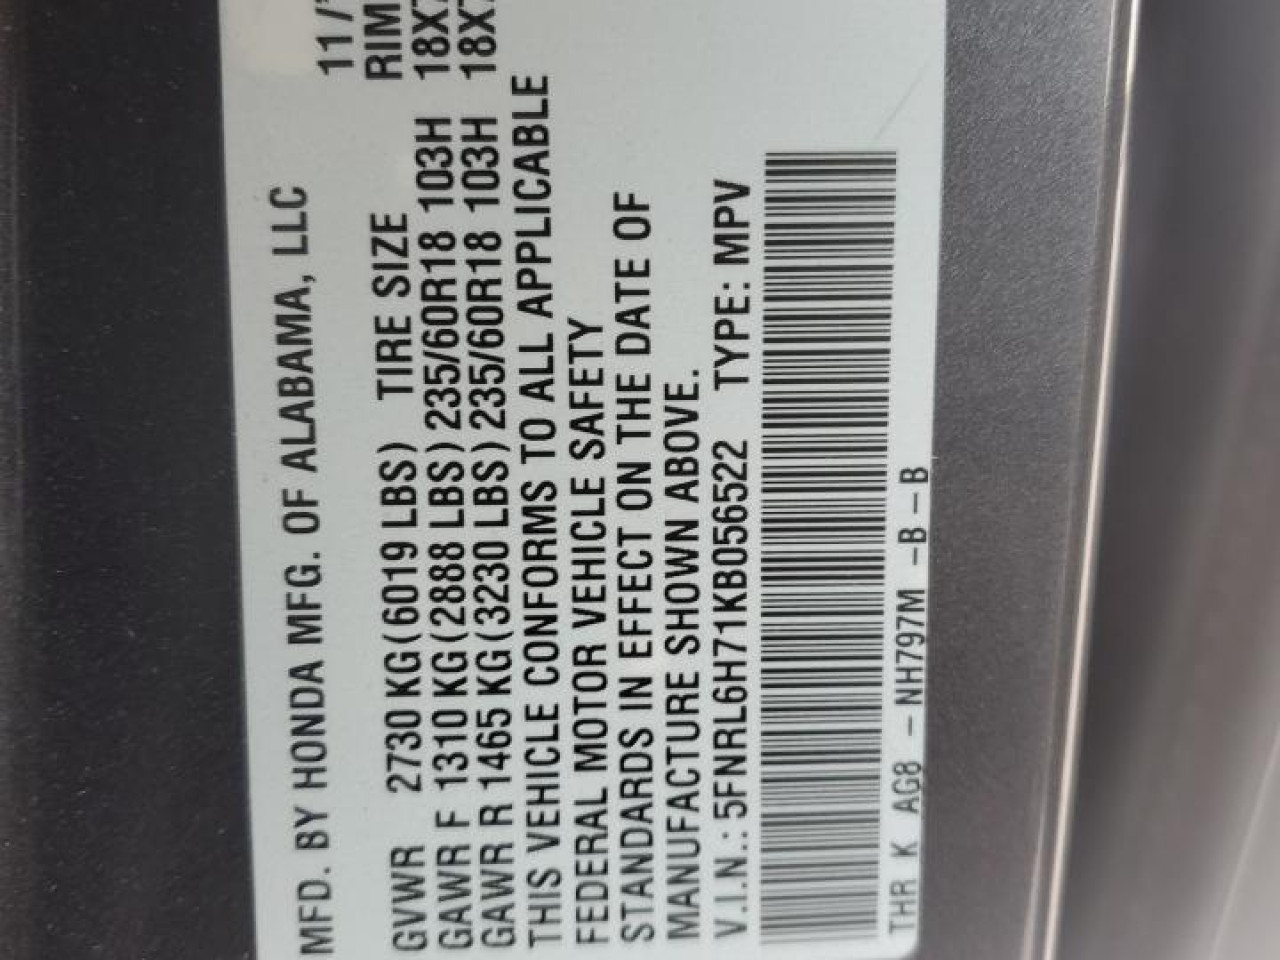 MFD. BY HONDA MFG. OF ALABAMA, LLC 11/
GVWR 2730 KG(6019 LBS) TIRE SIZE RIM
GAWR F 1310 KG(2888 LBS) 235/60R18 103H 18X
GAWR R 1465 KG(3230 LBS) 235/60R18 103H 18X
THIS VEHICLE CONFORMS TO ALL APPLICABLE
FEDERAL MOTOR VEHICLE SAFETY
STANDARDS IN EFFECT ON THE DATE OF
MANUFACTURE SHOWN ABOVE.
V.I.N.: 5FNRL6H71KB056522 TYPE: MPV
THR K AG8 -NH797M -B-B